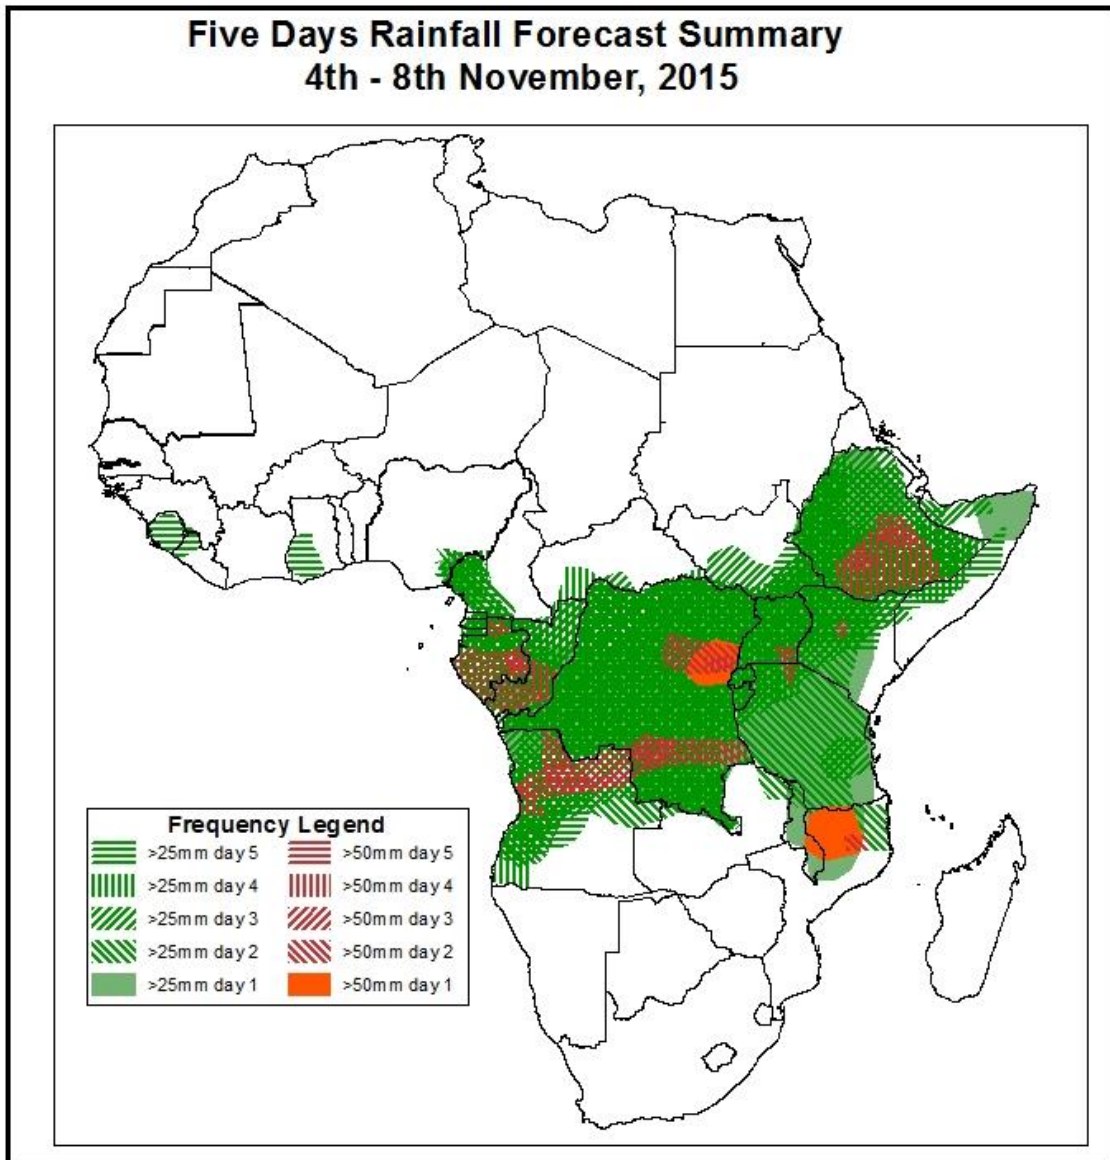 Five Days Rainfall Forecast Summary
4th - 8th November, 2015
Frequency Legend
>25mm day 5
>50mm day 5
>25mm day 4
>50mm day 4
>25mm day 3
>50mm day 3
>25mm day 2
>50mm day 2
>25mm day 1
>50mm day 1